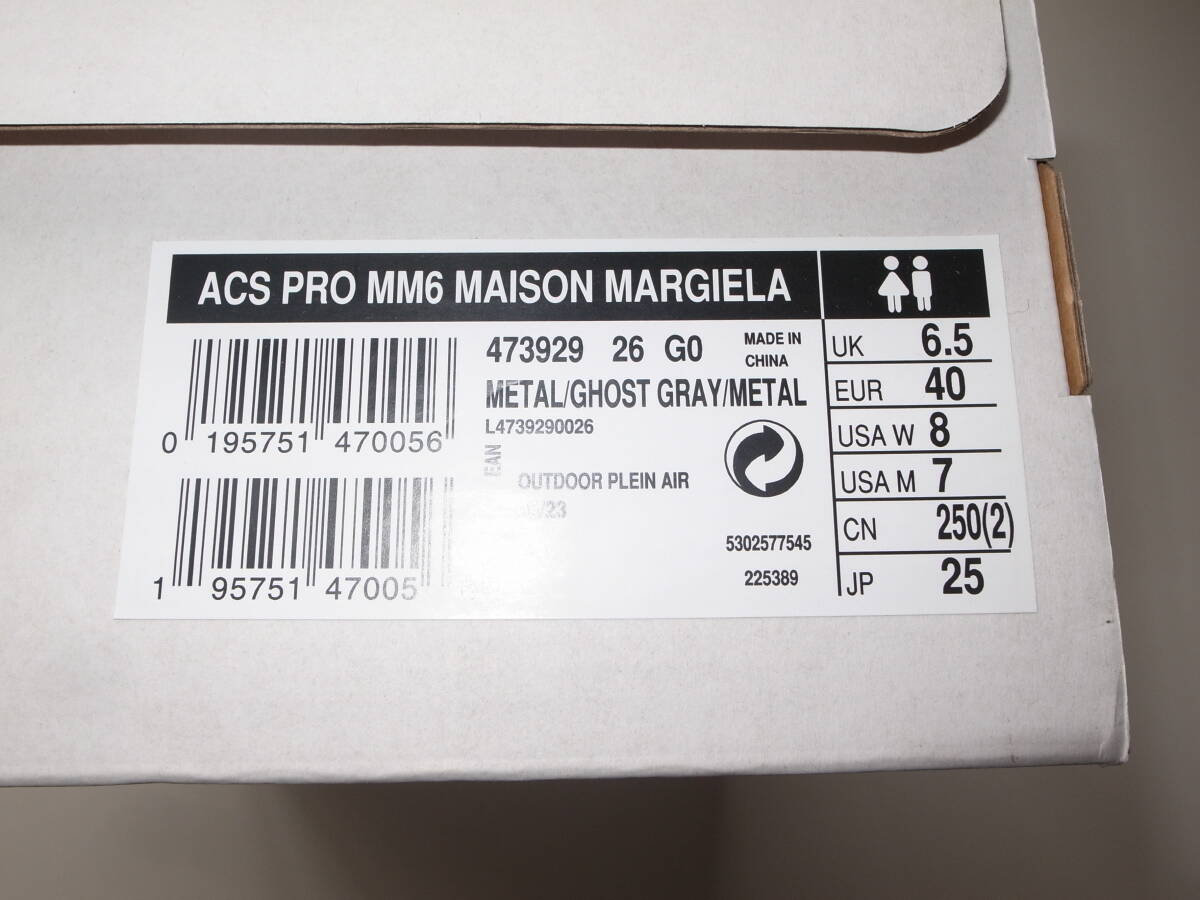 ACS PRO MM6 MAISON MARGIELA
473929 26 G0
MADE IN
CHINA
METAL/GHOST GRAY/METAL
L4739290026
0 195751 470056
EAN
OUTDOOR PLEIN AIR
/23
1 95751 47005
5302577545
225389
UK 6.5
EUR 40
USA W 8
USA M 7
CN 250(2)
JP 25